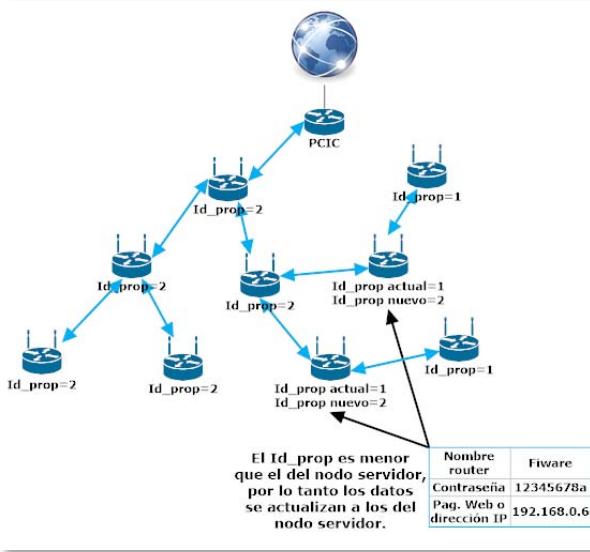 PCIC
Id_prop=2
Id_prop=1
Id_prop=2
Id_prop=2
Id_prop actual=1
Id_prop nuevo=2
Id_prop=2
Id_prop=2
Id_prop actual=1
Id_prop nuevo=2
Id_prop=1
El Id_prop es menor
que el del nodo servidor,
por lo tanto los datos
se actualizan a los del
nodo servidor.
Nombre router Fiware
Contraseña 12345678a
Pag. Web o dirección IP 192.168.0.6